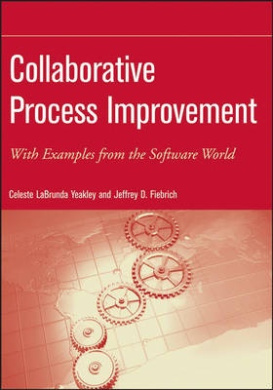 Collaborative
Process Improvement
With Examples from the Software World
Celeste LaBrunda Yeakley and Jeffrey D. Fiebrich